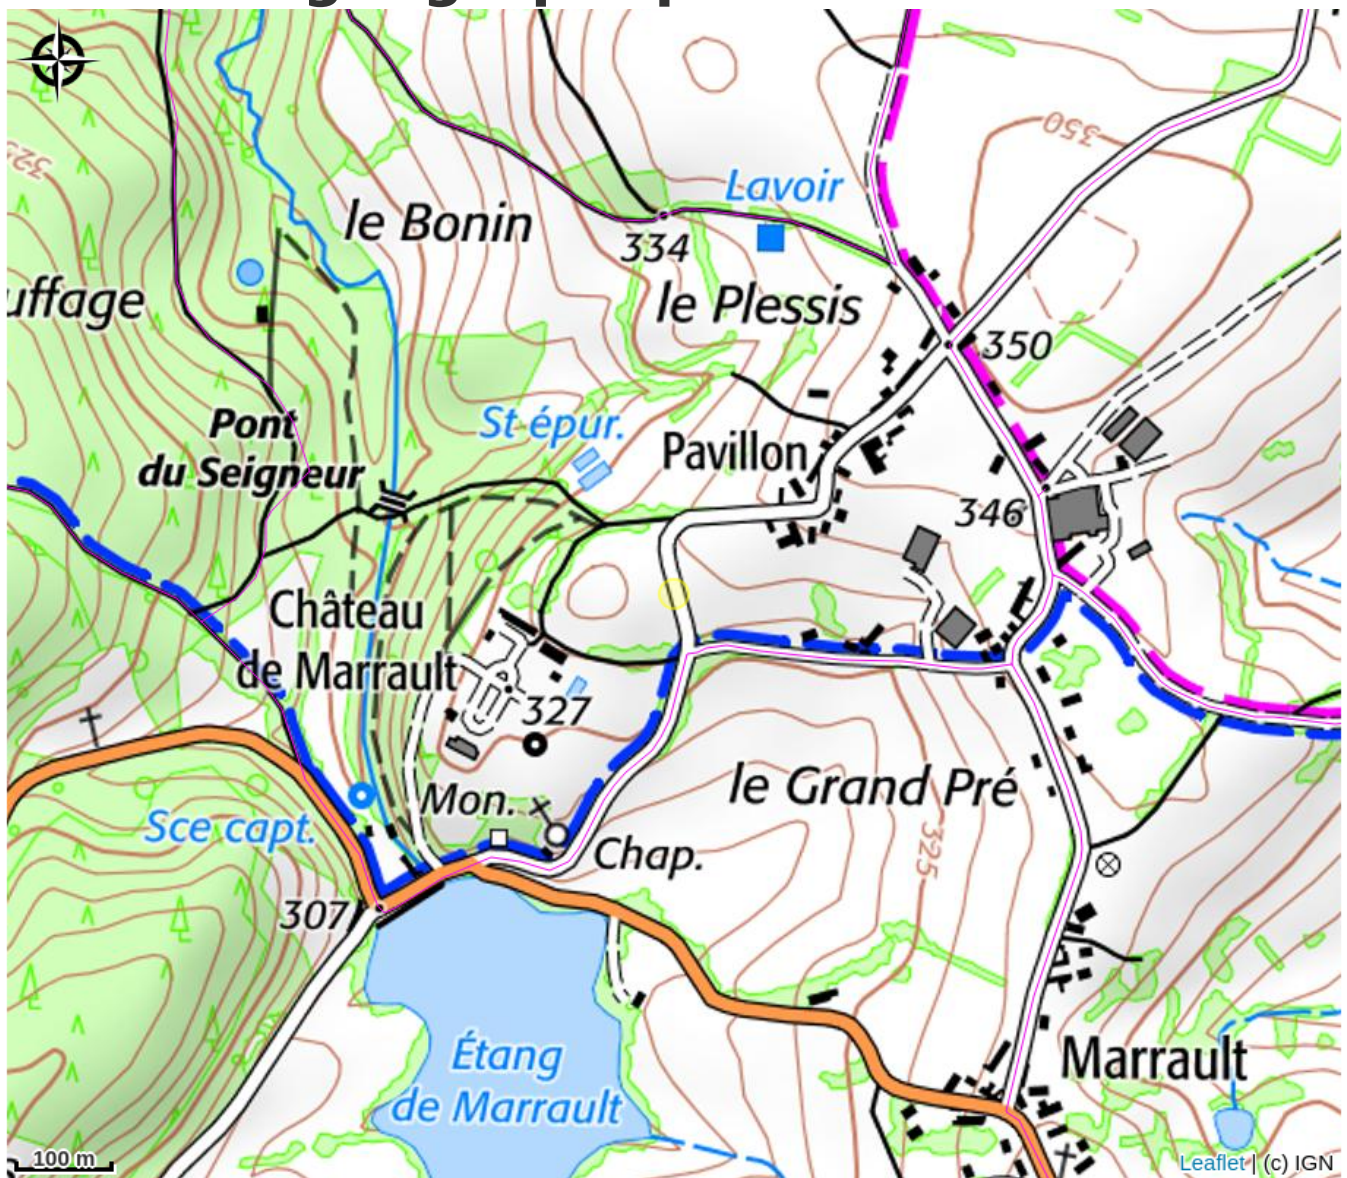 Lavoir
350
le Bonin
334
325
uffage
le Plessis
350
Pont
du Seigneur
St épur.
Pavillon
346
Château
de Marrault
327
le Grand Pré
Mon.
Sce capt.
Chap.
325
307
Étang
de Marrault
Marrault
100 m
Leaflet | (c) IGN